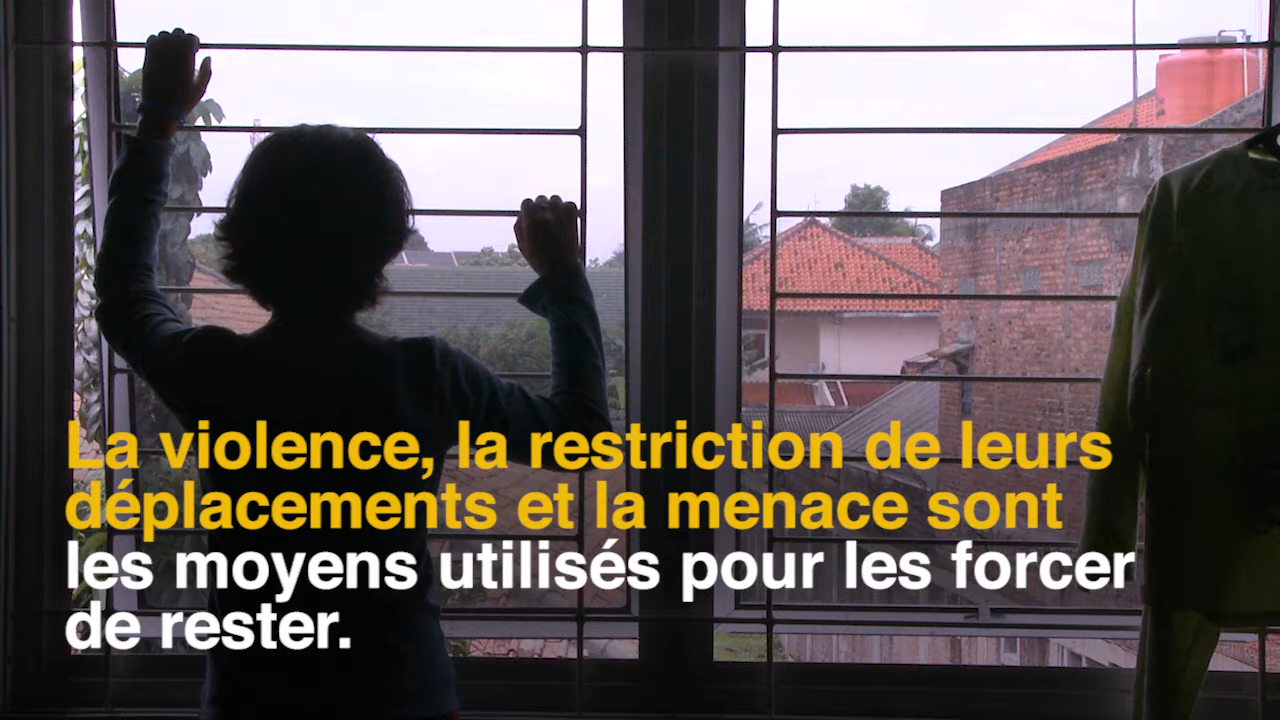 La violence, la restriction de leurs
déplacements et la menace sont
les moyens utilisés pour les forcer
de rester.